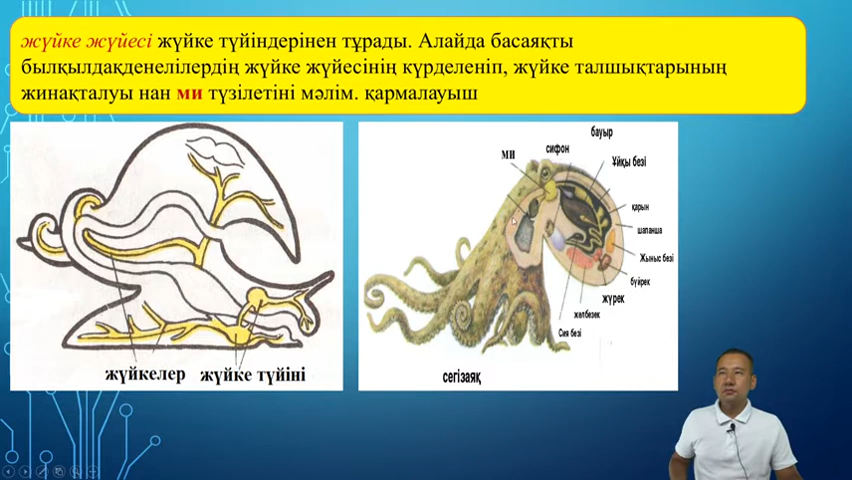 жүйке жүйесі жүйке түйіндерінен тұрады. Алайда басаяқты
былқылдақденелілердің жүйке жүйесінің күрделеніп, жүйке талшықтарының
жинақталуы нан ми түзілетіні мәлім. қармалауыш
бауыр
сифон
ми
Ұйқы безі
қарын
шапанша
Жыныс безі
бүйрек
жүрек
желбезек
Сия безі
жүйкелер жүйке түйіні
сегізаяқ